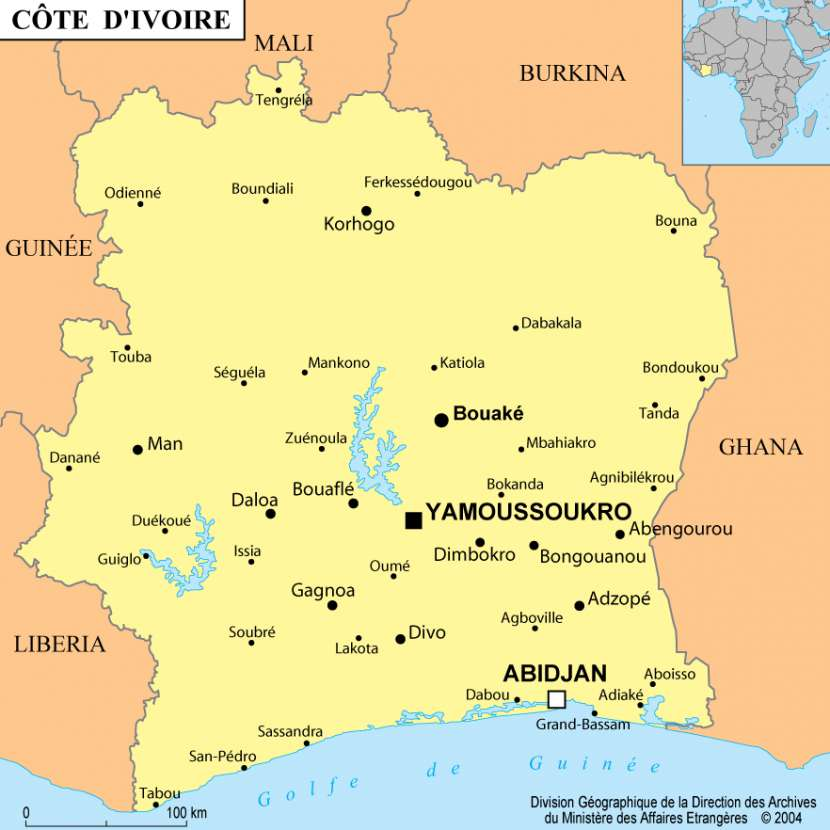 CÔTE D'IVOIRE
MALI
BURKINA
Tengréla
Ferkessédougou
Odienné
Boundiali
Korhogo
Bouna
GUINÉE
Dabakala
Touba
Mankono
Katiola
Séguéla
Bondoukou
Bouaké
Tanda
Zuénoula
Man
Mbahiakro
GHANA
Danané
Bokanda
Agnibilékrou
Bouaflé
Daloa
YAMOUSSOUKRO
Duékoué
Abengourou
Issia
Dimbokro
Bongouanou
Guiglo
Oumé
Gagnoa
Adzopé
Agboville
Soubré
Divo
LIBERIA
Lakota
ABIDJAN
Aboisso
Dabou
Adiaké
Grand-Bassam
Sassandra
San-Pédro
Golfe de Guinée
Tabou
0 100 km
Division Géographique de la Direction des Archives
du Ministère des Affaires Etrangères © 2004